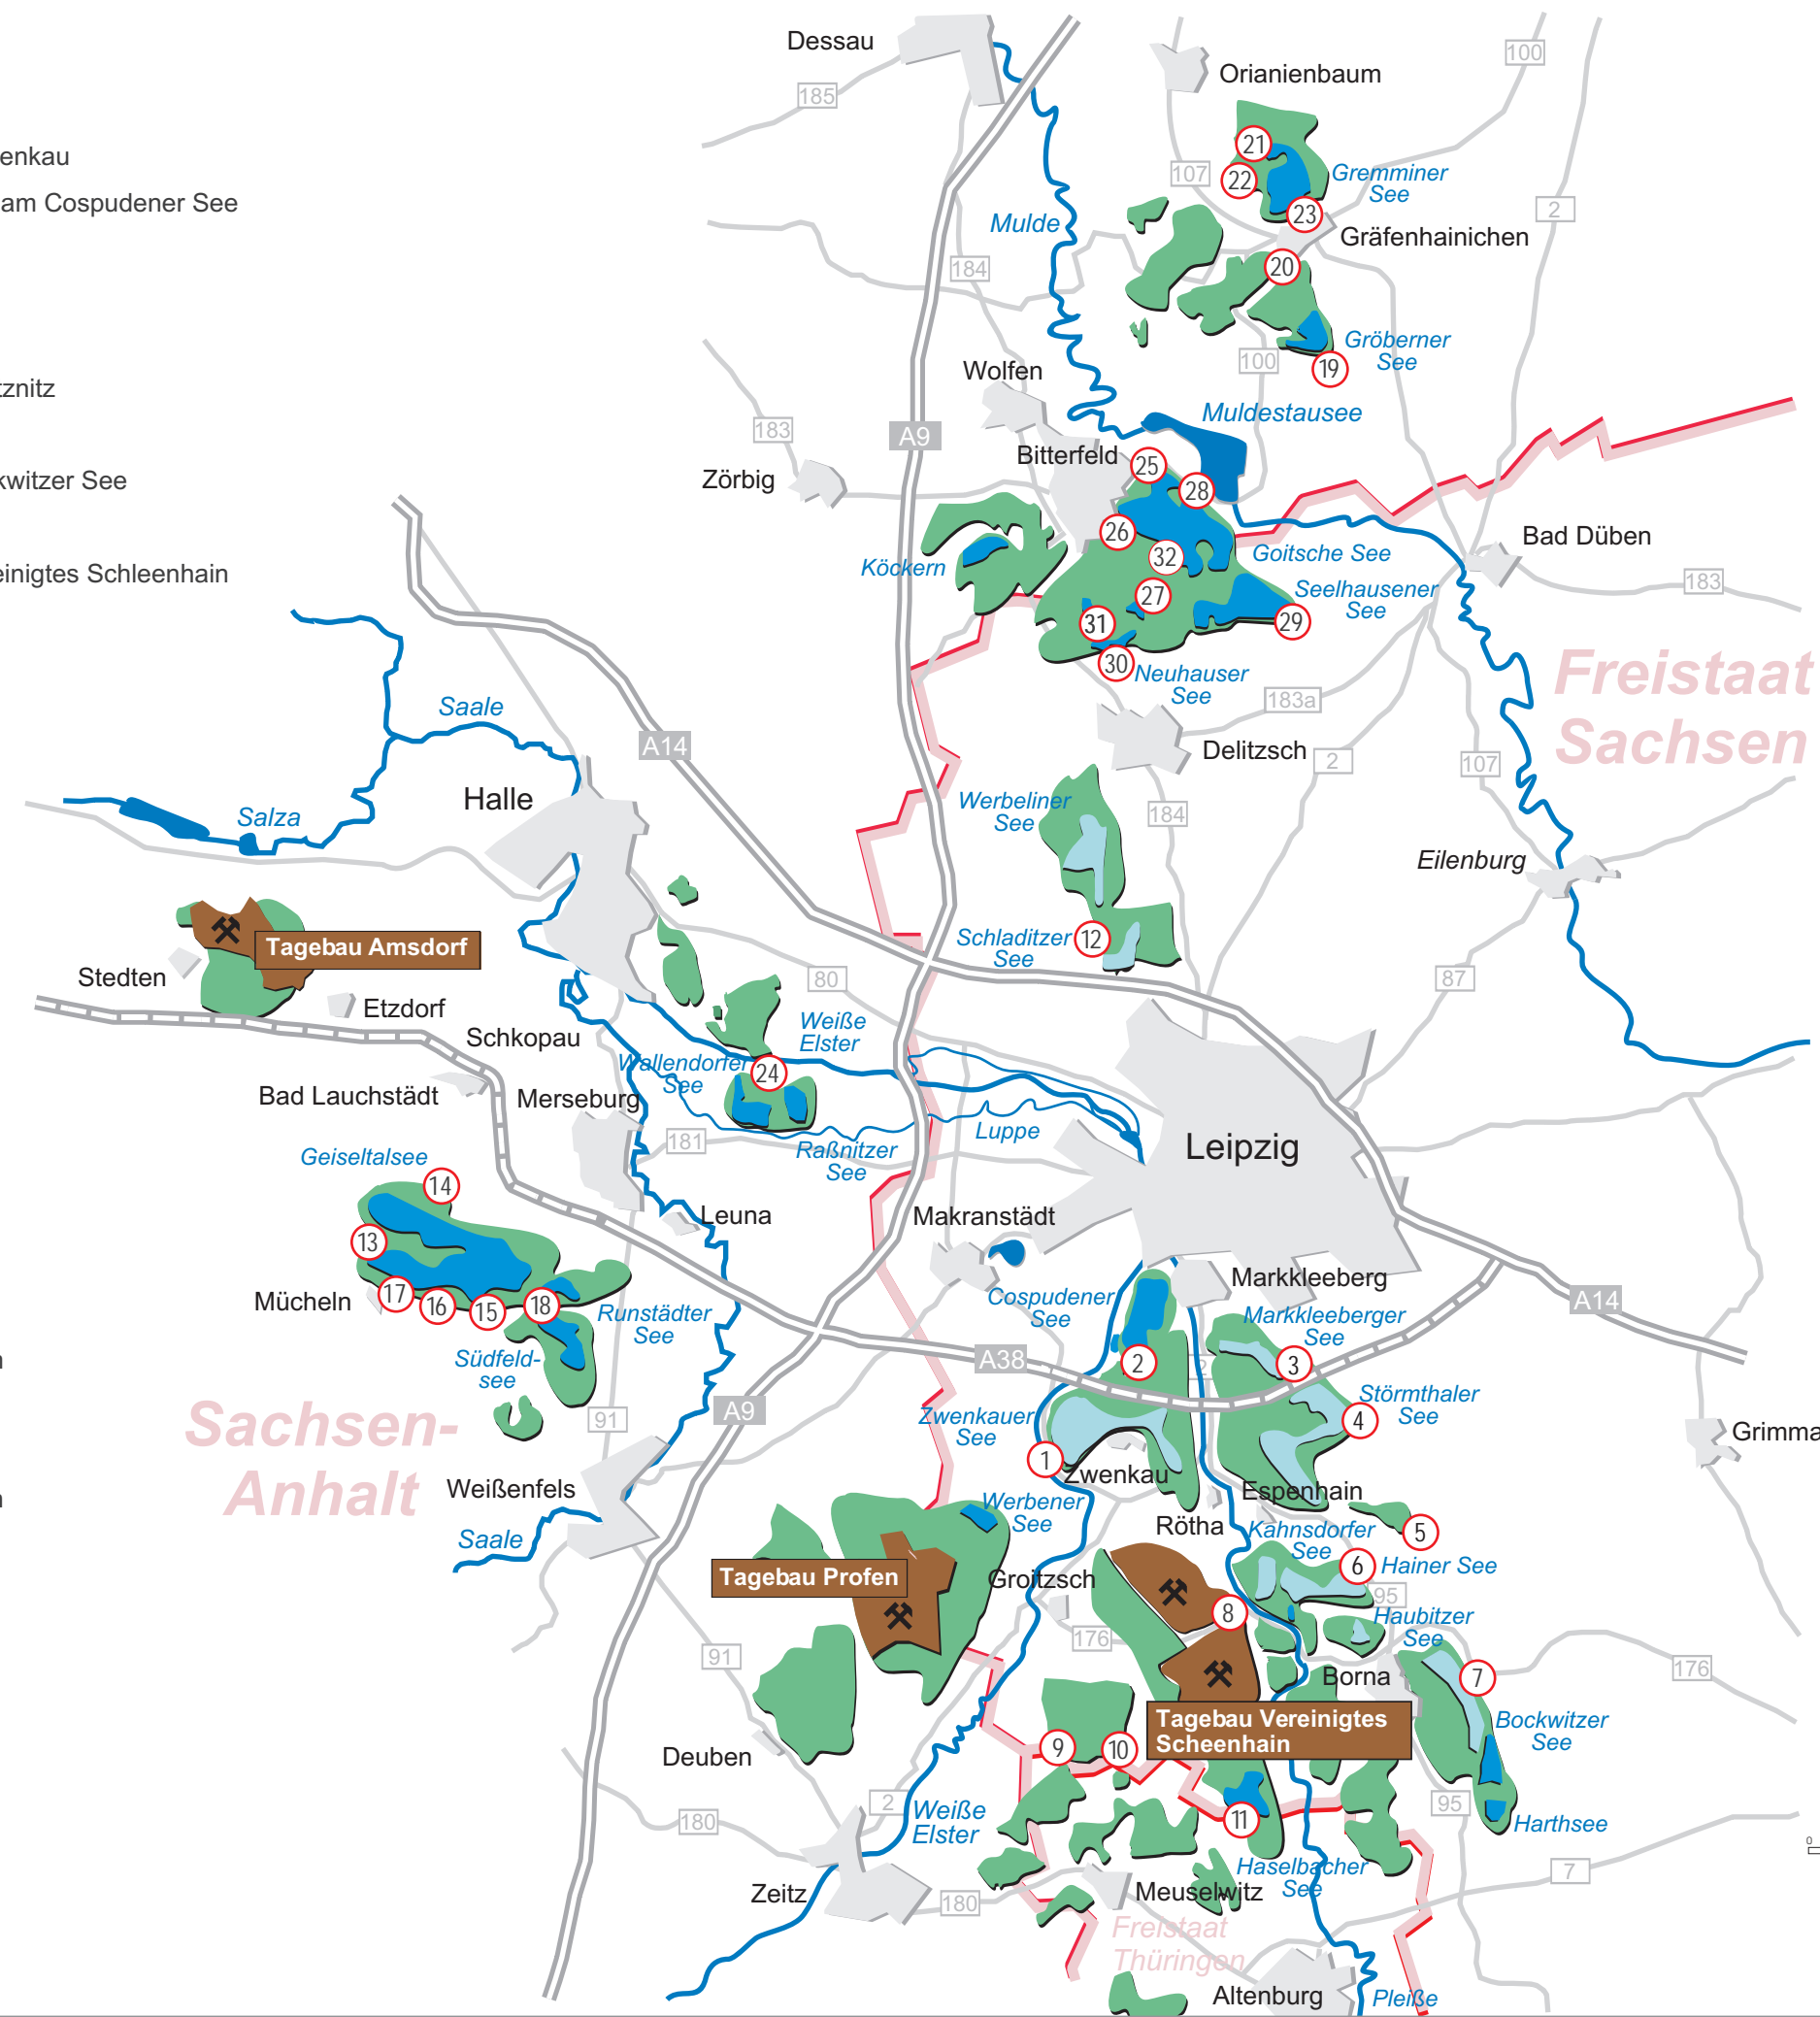 enkau
am Cospudener See
tznitz
kwitzer See
einigtes Schleenhain
n
n
Dessau
185
Orianienbaum
100
107
21
22
23
Gremminer
See
2
Mulde
Gräfenhainichen
184
20
Gröberner
See
100
19
Wolfen
Muldestausee
183
A9
Bitterfeld
25
28
Zörbig
26
32
Goitsche See
Bad Düben
Köckern
27
Seelhausener
See
183
31
29
30
Neuhauser
See
Freistaat
Sachsen
183a
Saale
A14
Delitzsch
2
107
Halle
Salza
Werbeliner
See
184
Eilenburg
Tagebau Amsdorf
Schladitzer
See
12
Stedten
80
87
Etzdorf
Schkopau
Weiße
Elster
Wallendorfer
See
24
Bad Lauchstädt
Merseburg
181
Luppe
Raßnitzer
See
Leipzig
Geiseltalsee
14
Leuna
Makranstädt
13
Mücheln
17
16
15
18
Runstädter
See
Südfeld-
see
Cospudener
See
Markkleeberg
Markkleeberger
See
A14
A38
2
2
3
Störmthaler
See
4
Sachsen-
Anhalt
91
A9
Zwenkauer
See
1
Zwenkau
Grimma
Weißenfels
Saale
Werbener
See
Espenhain
Rötha
5
Kahnsdorfer
See
6
Hainer See
Tagebau Profen
Groitzsch
95
8
Haubitzer
See
176
91
Borna
7
176
Tagebau Vereinigtes
Scheenhain
Bockwitzer
See
Deuben
9
10
2
Weiße
Elster
180
95
11
Harthsee
7
Haselbacher
See
Zeitz
180
Meuselwitz
Freistaat
Thüringen
Altenburg
Pleiße